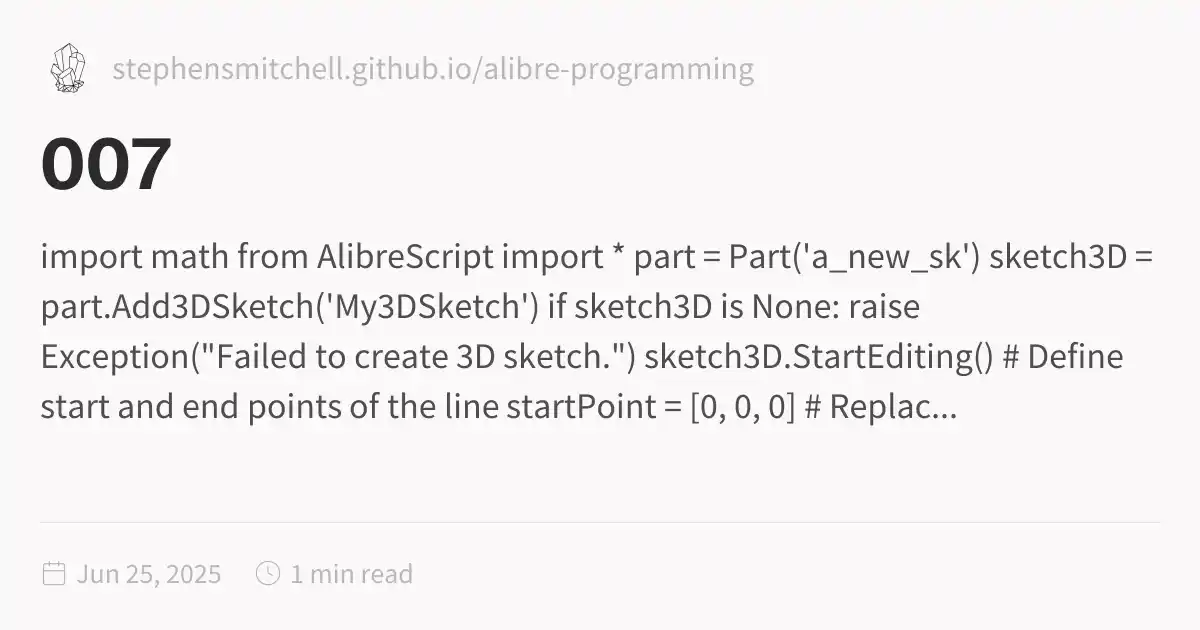 stephensmitchell.github.io/alibre-programming
007
import math from AlibreScript import * part = Part('a_new_sk') sketch3D =
part.Add3DSketch('My3DSketch') if sketch3D is None: raise
Exception("Failed to create 3D sketch.") sketch3D.StartEditing() # Define
start and end points of the line startPoint = [0, 0, 0] # Replac...
Jun 25, 2025 1 min read